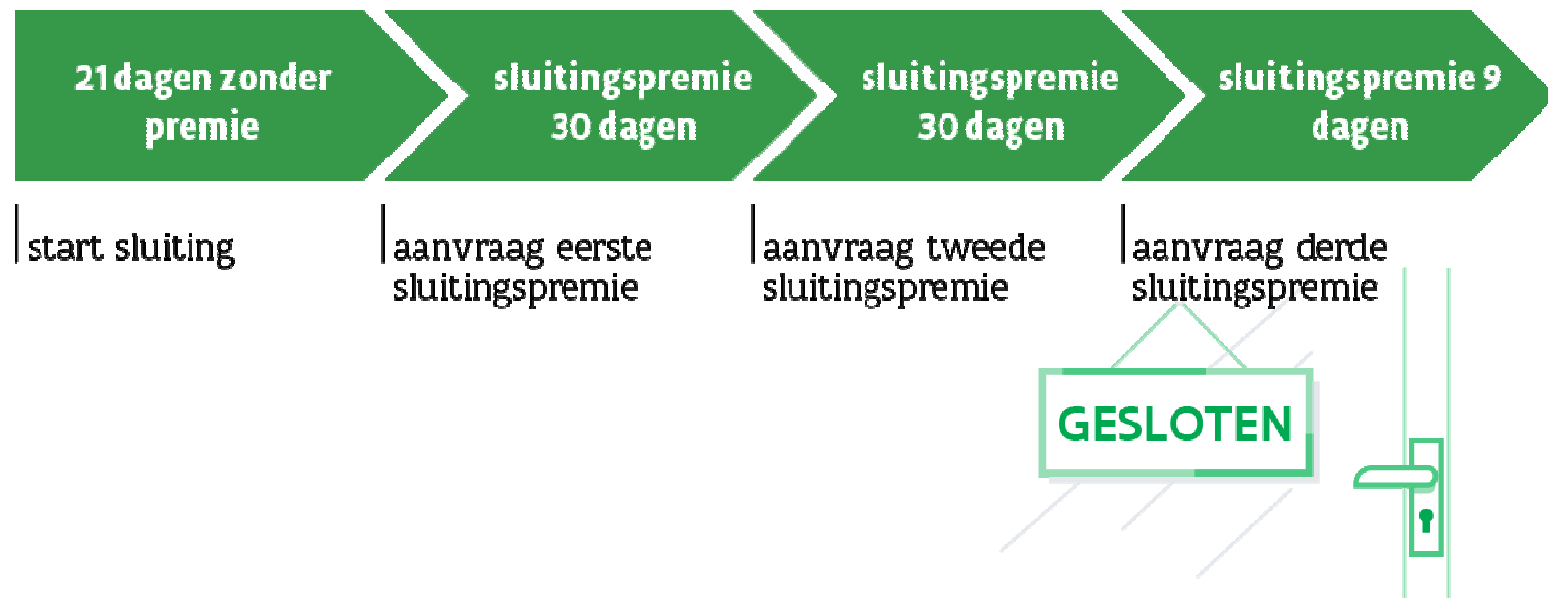 21 dagen zonder
premie
sluitingspremie
30 dagen
sluitingspremie
30 dagen
sluitingspremie 9
dagen
start sluiting
aanvraag eerste
sluitingspremie
aanvraag tweede
sluitingspremie
aanvraag derde
sluitingspremie
GESLOTEN